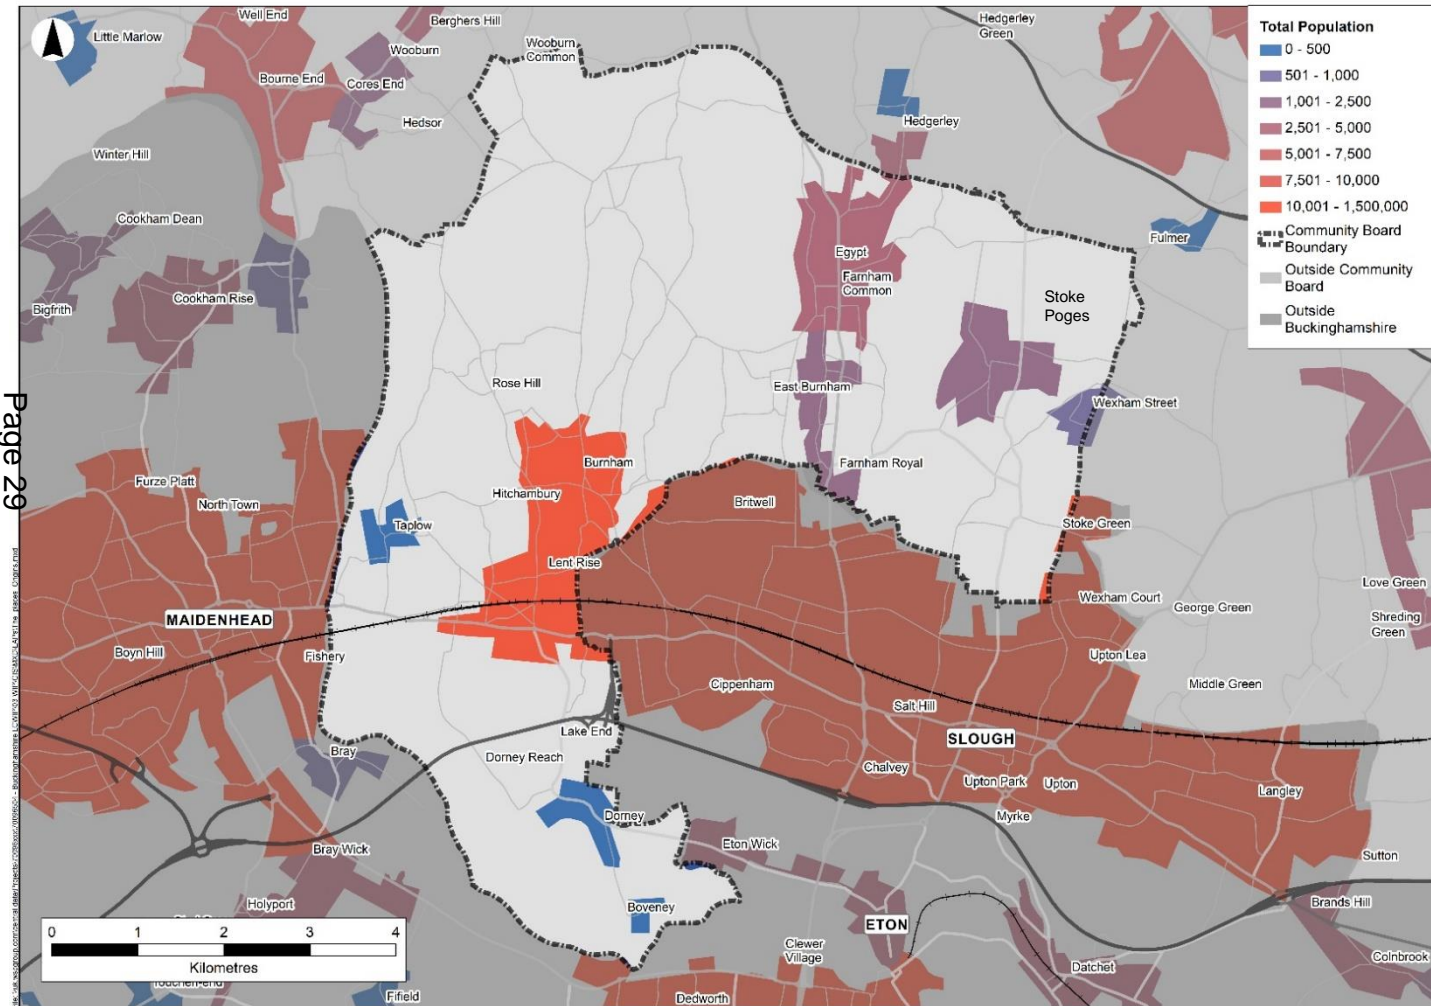 Page 29
Total Population
0 - 500
501 - 1,000
1,001 - 2,500
2,501 - 5,000
5,001 - 7,500
7,501 - 10,000
10,001 - 1,500,000
Community Board
Boundary
Outside Community
Board
Outside
Buckinghamshire
Little Marlow
Well End
Berghers Hill
Wooburn
Wooburn
Common
Hedgerley
Green
Bourne End
Cores End
Hedsor
Hedgerley
Winter Hill
Cookham Dean
Fulmer
Egypt
Farnham
Common
Cookham Rise
Bigfrith
Stoke
Poges
Rose Hill
East Burnham
Wexham Street
Burnham
Farnham Royal
Furze Platt
North Town
Hitchambury
Britwell
Taplow
Stoke Green
Lent Rise
Love Green
Wexham Court
George Green
Shreding
Green
MAIDENHEAD
Boyn Hill
Fishery
Upton Lea
Cippenham
Middle Green
Salt Hill
Lake End
SLOUGH
Bray
Dorney Reach
Chalvey
Upton Park
Upton
Langley
Dorney
Myrke
Bray Wick
Eton Wick
Sutton
Holyport
Boveney
ETON
Brands Hill
Clewer
Village
Colnbrook
Datchet
0 1 2 3 4
Kilometres
Fifield
Dedworth